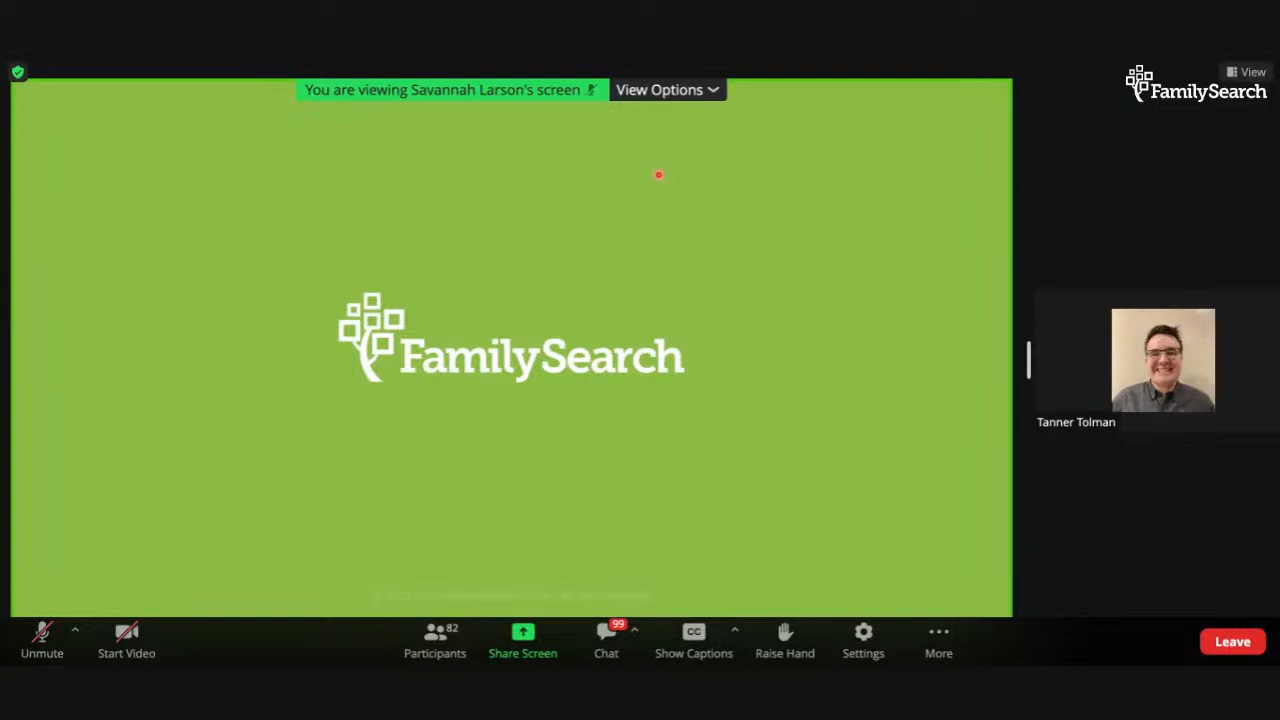 You are viewing Savannah Larson's screen
View Options
View
FamilySearch
FamilySearch
Tanner Tolman
82
99
CC
Unmute
Start Video
Participants
Share Screen
Chat
Show Captions
Raise Hand
Settings
More
Leave